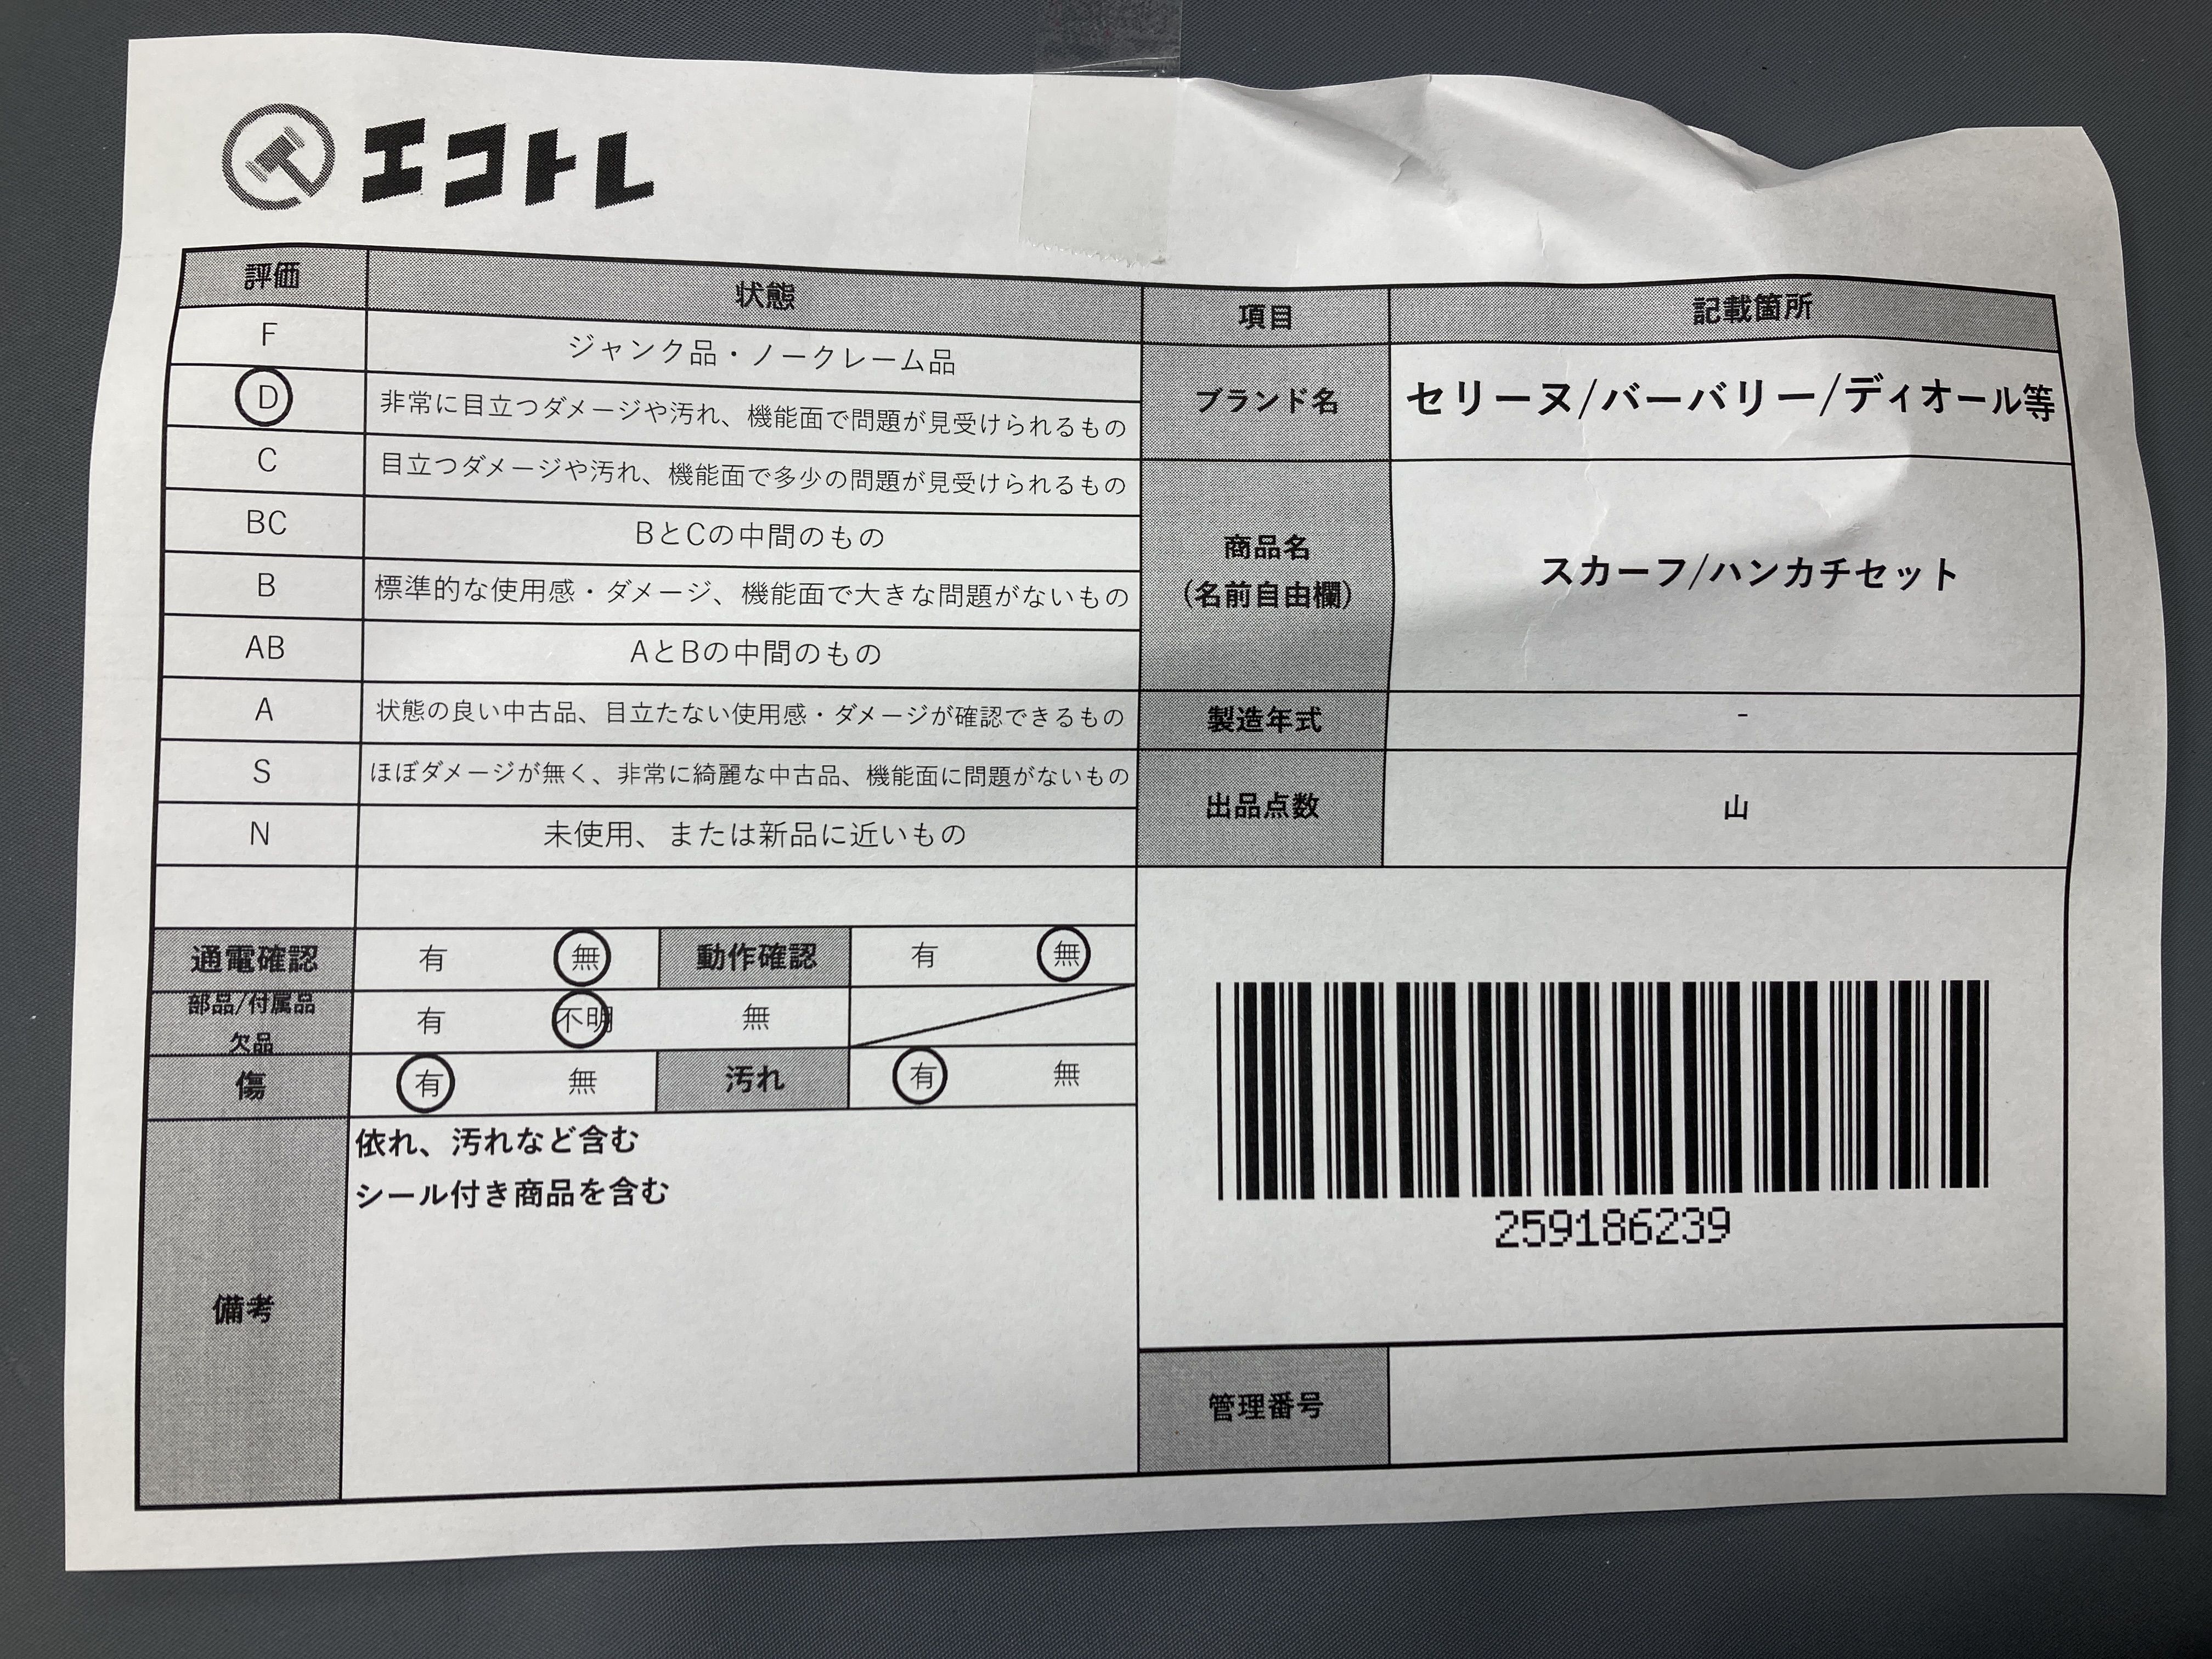 エコトレ
評価 状態
F ジャンク品・ノークレーム品
D 非常に目立つダメージや汚れ、機能面で問題が見受けられるもの
C 目立つダメージや汚れ、機能面で多少の問題が見受けられるもの
BC BとCの中間のもの
B 標準的な使用感・ダメージ、機能面で大きな問題がないもの
AB AとBの中間のもの
A 状態の良い中古品、目立たない使用感・ダメージが確認できるもの
S ほぼダメージが無く、非常に綺麗な中古品、機能面に問題がないもの
N 未使用、または新品に近いもの
通電確認 有 無 動作確認 有 無
部品/付属品
欠品 有 不明 無
傷 有 無 汚れ 有 無
備考
依れ、汚れなど含む
シール付き商品を含む
項目 記載箇所
ブランド名 セリーヌ/バーバリー/ディオール等
商品名
(名前自由欄) スカーフ/ハンカチセット
製造年式 -
出品点数 山
259186239
管理番号